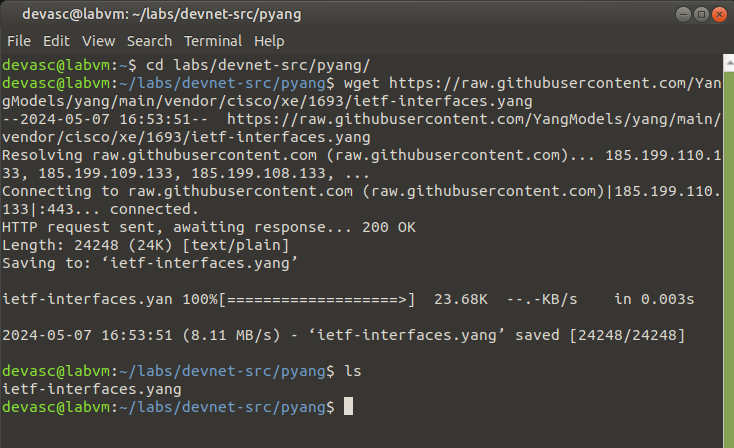 devasc@labvm: ~/labs/devnet-src/pyang
File Edit View Search Terminal Help
devasc@labvm:~$ cd labs/devnet-src/pyang/
devasc@labvm:~/labs/devnet-src/pyang$ wget https://raw.githubusercontent.com/Yan
gModels/yang/main/vendor/cisco/xe/1693/ietf-interfaces.yang
--2024-05-07 16:53:51--  https://raw.githubusercontent.com/YangModels/yang/main/
vendor/cisco/xe/1693/ietf-interfaces.yang
Resolving raw.githubusercontent.com (raw.githubusercontent.com)... 185.199.110.1
33, 185.199.109.133, 185.199.108.133, ...
Connecting to raw.githubusercontent.com (raw.githubusercontent.com)|185.199.110.
133|:443... connected.
HTTP request sent, awaiting response... 200 OK
Length: 24248 (24K) [text/plain]
Saving to: ‘ietf-interfaces.yang’
ietf-interfaces.yan 100%[===================>]  23.68K  --.-KB/s    in 0.003s
2024-05-07 16:53:51 (8.11 MB/s) - ‘ietf-interfaces.yang’ saved [24248/24248]
devasc@labvm:~/labs/devnet-src/pyang$ ls
ietf-interfaces.yang
devasc@labvm:~/labs/devnet-src/pyang$